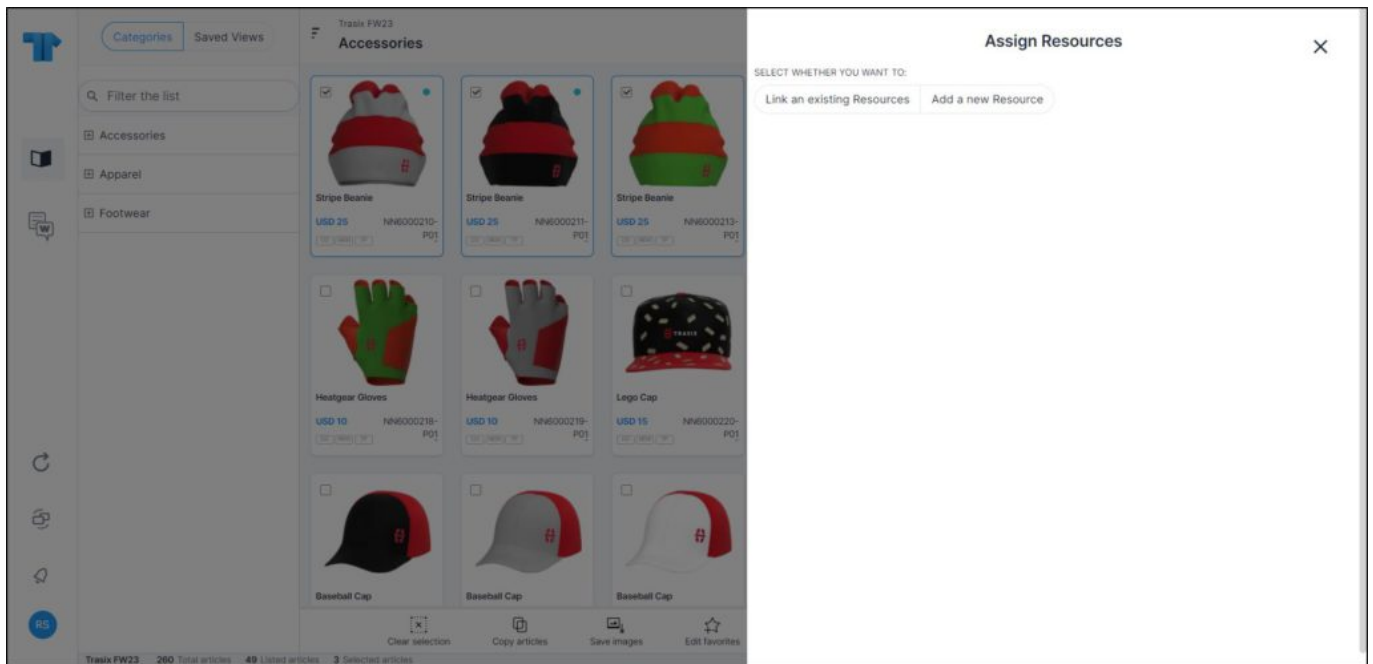 Categories
Saved Views
Filter the list
Accessories
Apparel
Footwear
W
RS
Trasix FW23
Accessories
Stripe Beanie
USD 25 NN6000210-
P01
Stripe Beanie
USD 25 NN6000211-
P01
Stripe Beanie
USD 25 NN6000213-
P01
Heatgear Gloves
USD 10 NN6000218-
P01
Heatgear Gloves
USD 10 NN6000219-
P01
TRASIX
Lego Cap
USD 15 NN6000220-
P01
Baseball Cap
Baseball Cap
Baseball Cap
Clear selection
Copy articles
Save images
Edit favorites
Trasix FW23 260 Total articles 49 Listed articles 3 Selected articles
Assign Resources
SELECT WHETHER YOU WANT TO:
Link an existing Resources
Add a new Resource